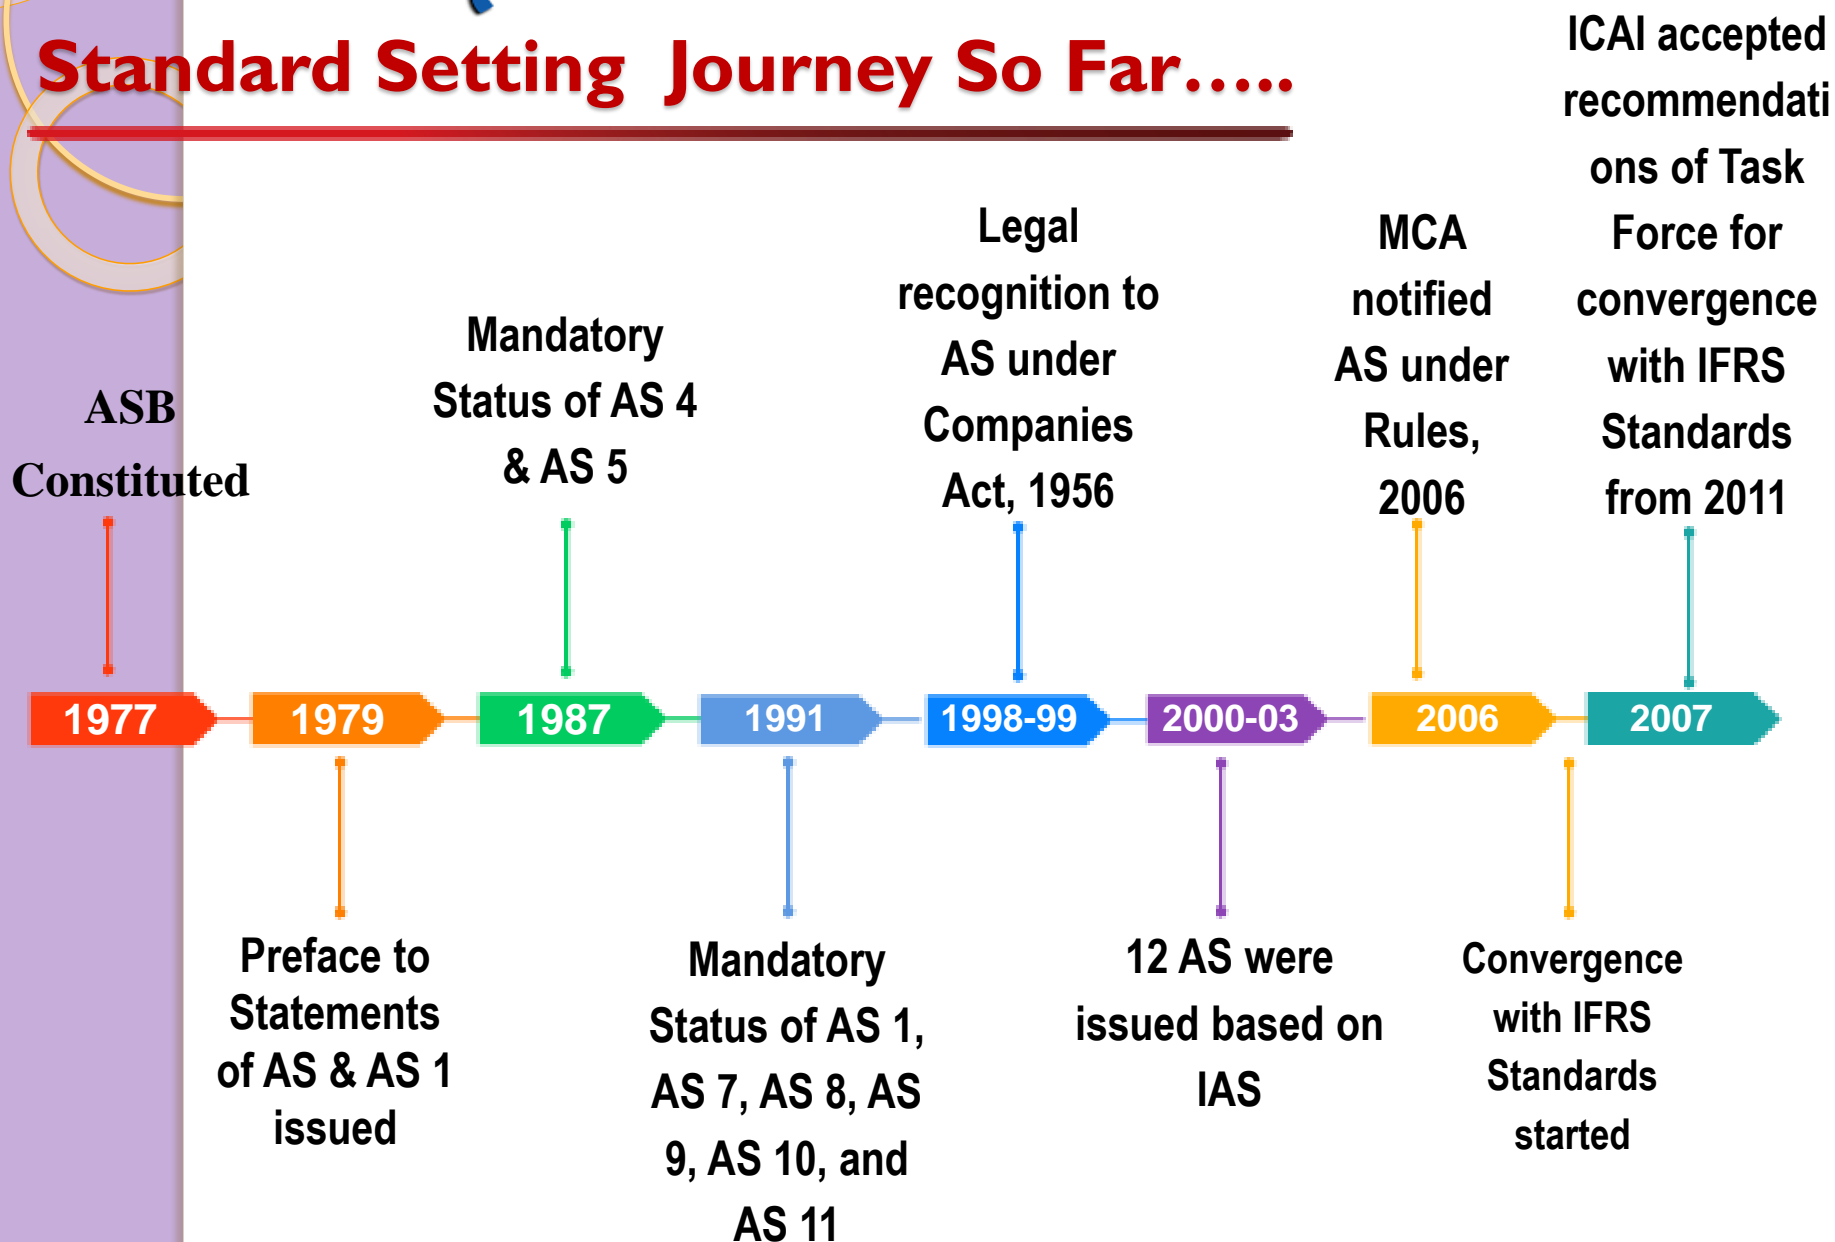 Standard Setting Journey So Far…..
ASB
Constituted
Mandatory
Status of AS 4
& AS 5
Legal
recognition to
AS under
Companies
Act, 1956
MCA
notified
AS under
Rules,
2006
ICAI accepted
recommendati
ons of Task
Force for
convergence
with IFRS
Standards
from 2011
1977
1979
1987
1991
1998-99
2000-03
2006
2007
Preface to
Statements
of AS & AS 1
issued
Mandatory
Status of AS 1,
AS 7, AS 8, AS
9, AS 10, and
AS 11
12 AS were
issued based on
IAS
Convergence
with IFRS
Standards
started